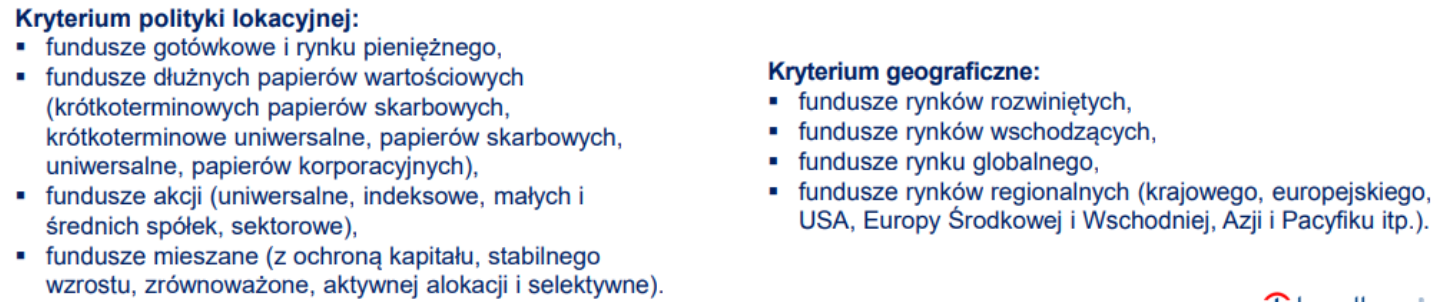 Kryterium polityki lokacyjnej:
▪ fundusze gotówkowe i rynku pieniężnego,
▪ fundusze dłużnych papierów wartościowych
(krótkoterminowych papierów skarbowych,
krótkoterminowe uniwersalne, papierów skarbowych,
uniwersalne, papierów korporacyjnych),
▪ fundusze akcji (uniwersalne, indeksowe, małych i
średnich spółek, sektorowe),
▪ fundusze mieszane (z ochroną kapitału, stabilnego
wzrostu, zrównoważone, aktywnej alokacji i selektywne).
Kryterium geograficzne:
▪ fundusze rynków rozwiniętych,
▪ fundusze rynków wschodzących,
▪ fundusze rynku globalnego,
▪ fundusze rynków regionalnych (krajowego, europejskiego,
USA, Europy Środkowej i Wschodniej, Azji i Pacyfiku itp.).